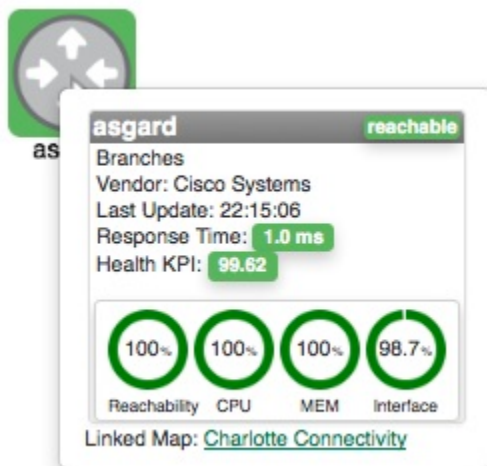 as
asgard reachable
Branches
Vendor: Cisco Systems
Last Update: 22:15:06
Response Time: 1.0 ms
Health KPI: 99.62
100% 100% 100% 98.7%
Reachability CPU MEM Interface
Linked Map: Charlotte Connectivity